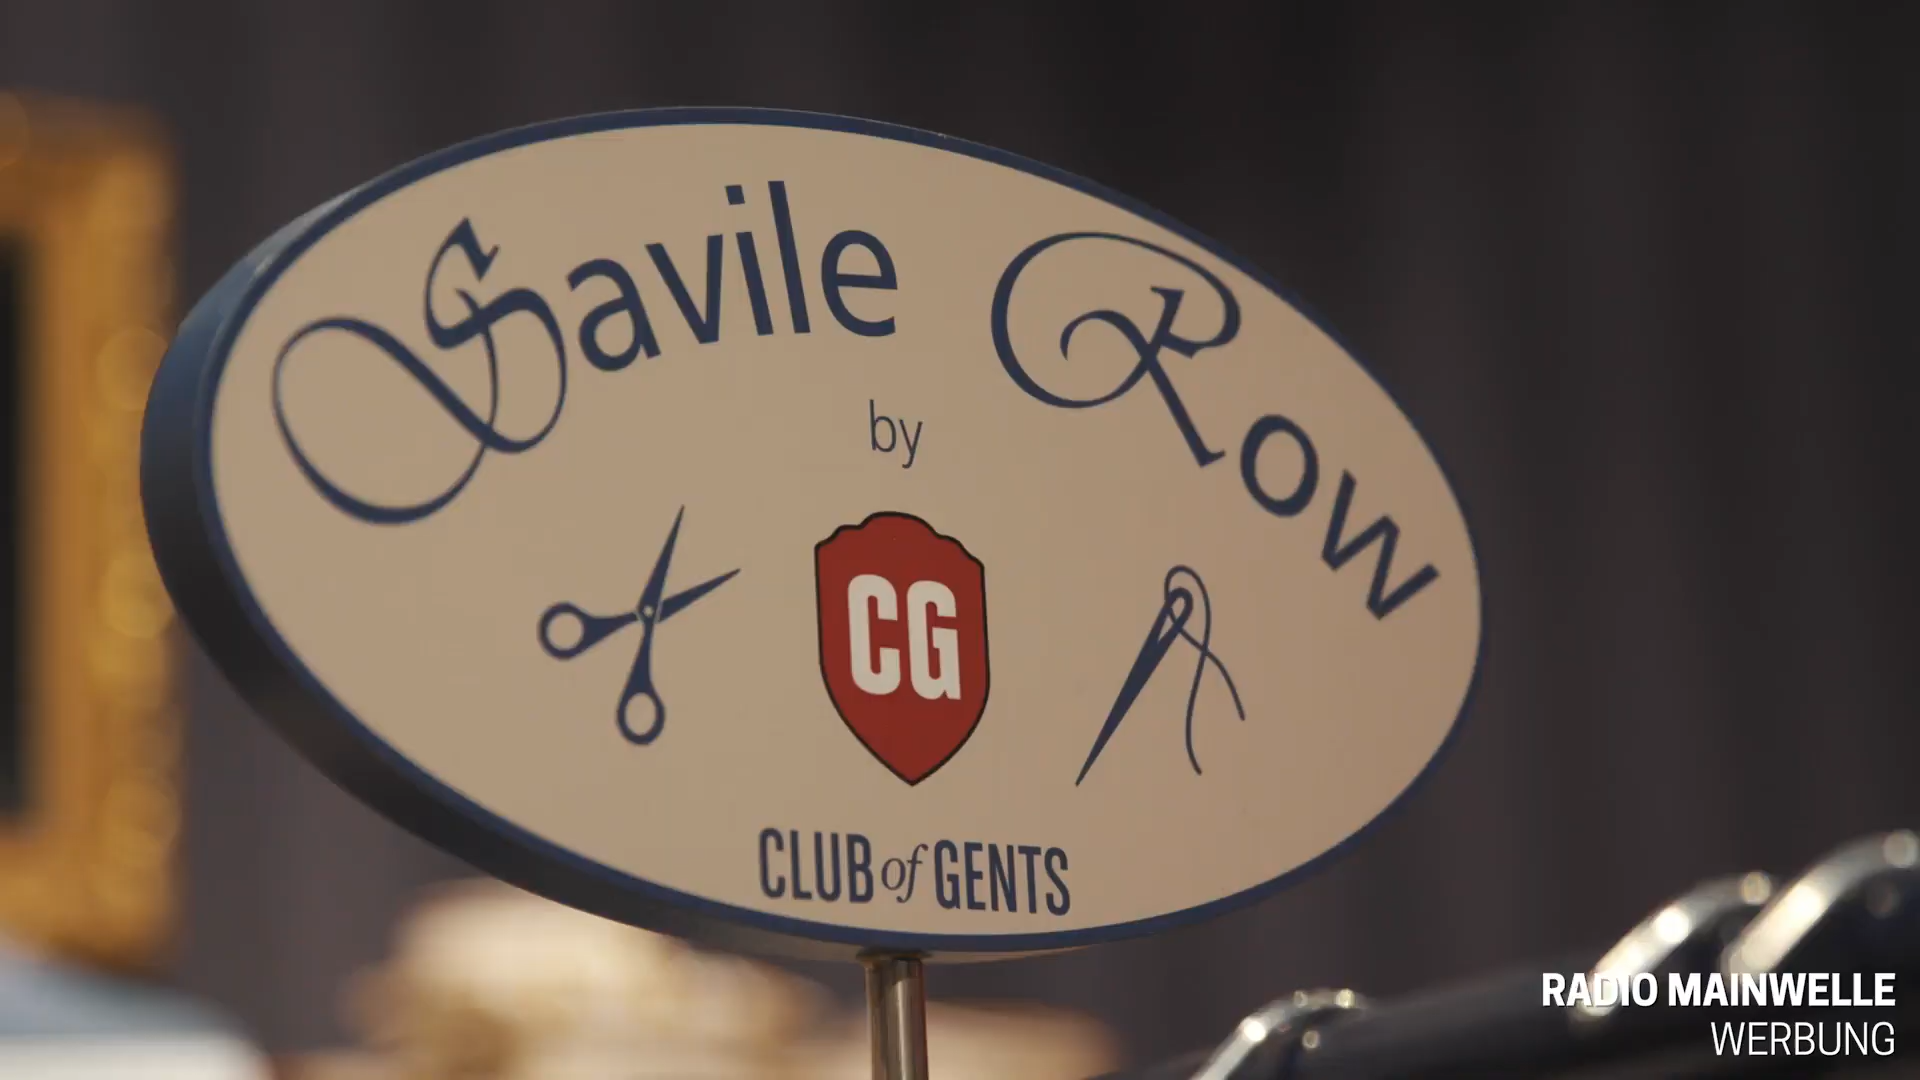 Savile Row
by
CG
CLUB of GENTS
RADIO MAINWELLE
WERBUNG